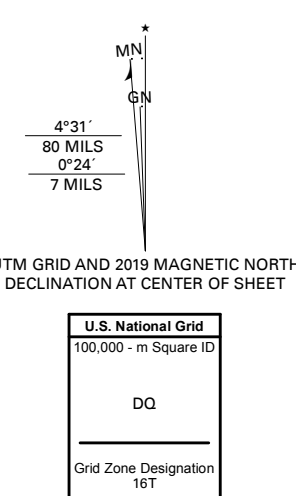 ★
MN
GN
4°31´
80 MILS
0°24´
7 MILS
UTM GRID AND 2019 MAGNETIC NORTH
DECLINATION AT CENTER OF SHEET
U.S. National Grid
100,000 - m Square ID
DQ
Grid Zone Designation
16T